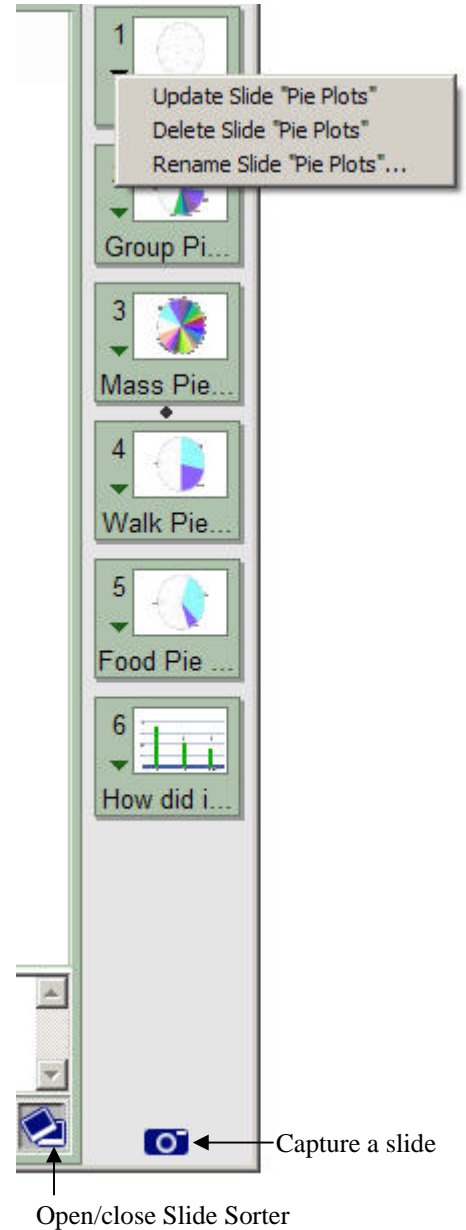 1
Update Slide "Pie Plots"
Delete Slide "Pie Plots"
Rename Slide "Pie Plots"...
Group Pi...
3
Mass Pie...
4
Walk Pie...
5
Food Pie ...
6
How did i...
Capture a slide
Open/close Slide Sorter